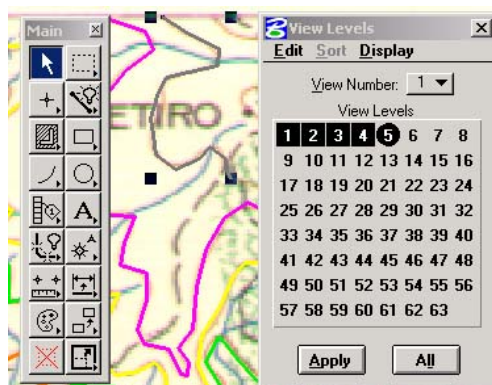 Main
ETIRO
A
1
View Levels
Edit Sort Display
View Number: 1
View Levels
1 2 3 4 5 6 7 8
9 10 11 12 13 14 15 16
17 18 19 20 21 22 23 24
25 26 27 28 29 30 31 32
33 34 35 36 37 38 39 40
41 42 43 44 45 46 47 48
49 50 51 52 53 54 55 56
57 58 59 60 61 62 63
Apply All